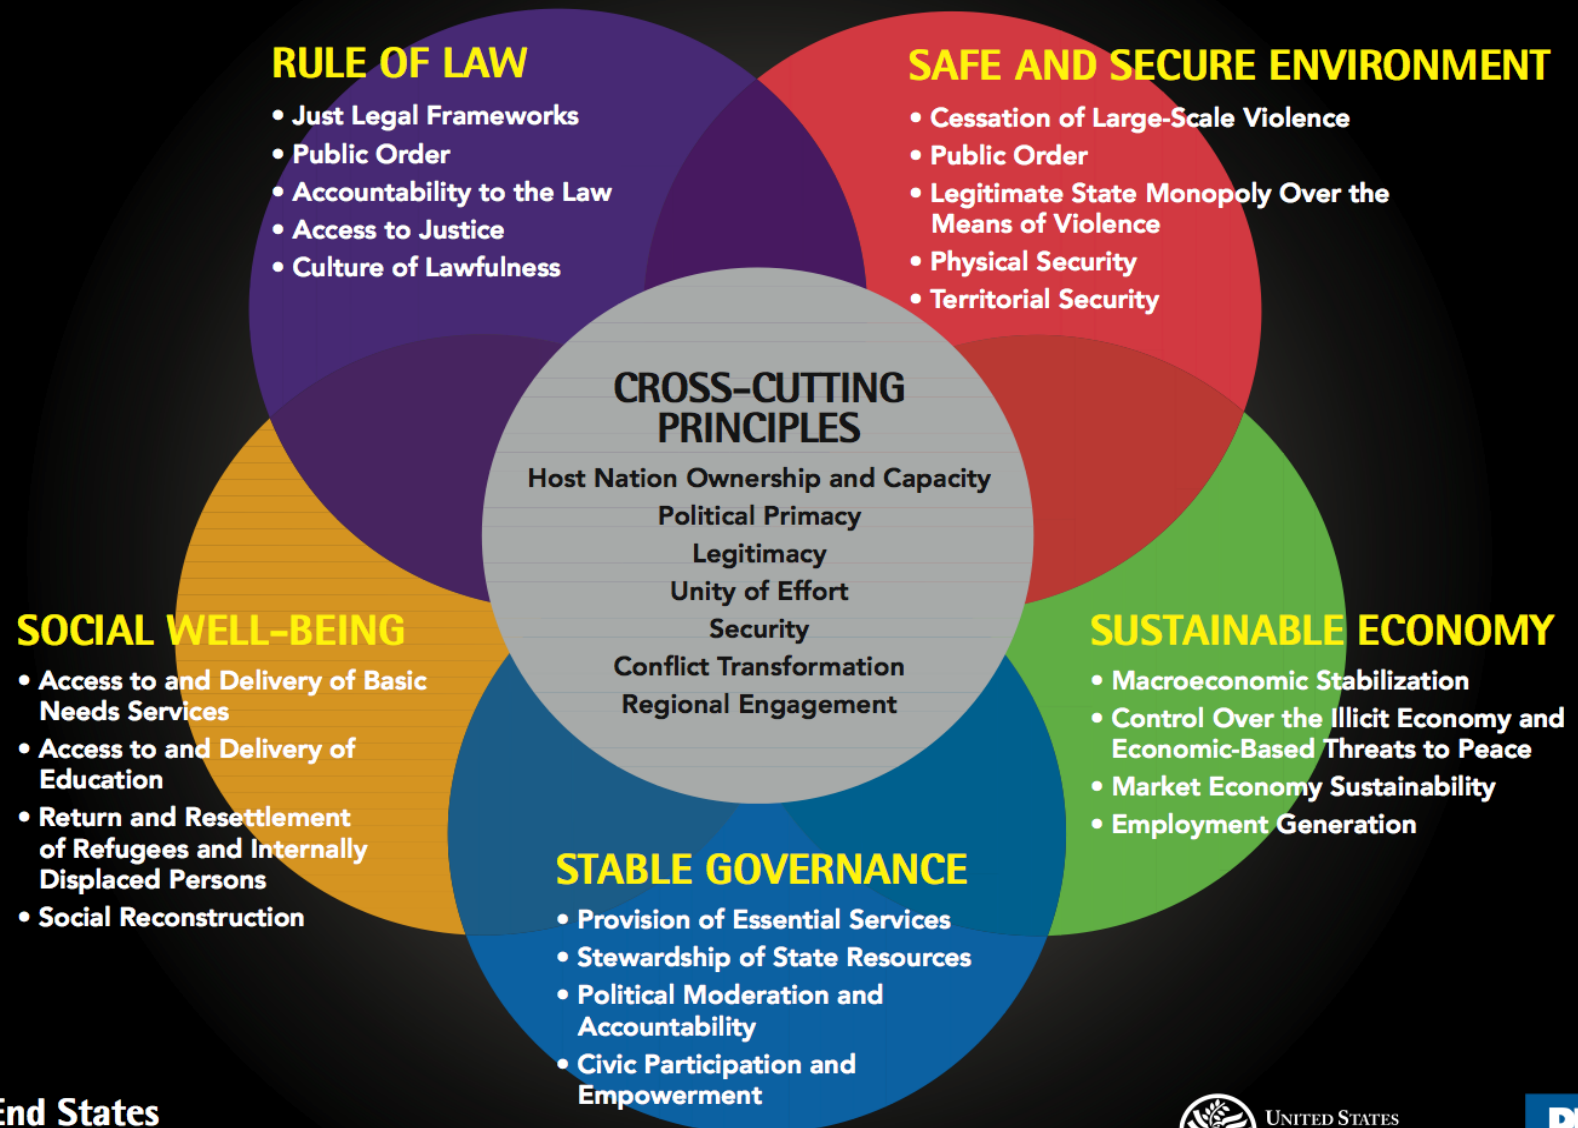 RULE OF LAW
• Just Legal Frameworks
• Public Order
• Accountability to the Law
• Access to Justice
• Culture of Lawfulness
SAFE AND SECURE ENVIRONMENT
• Cessation of Large-Scale Violence
• Public Order
• Legitimate State Monopoly Over the
Means of Violence
• Physical Security
• Territorial Security
CROSS-CUTTING
PRINCIPLES
Host Nation Ownership and Capacity
Political Primacy
Legitimacy
Unity of Effort
Security
Conflict Transformation
Regional Engagement
SOCIAL WELL-BEING
• Access to and Delivery of Basic
Needs Services
• Access to and Delivery of
Education
• Return and Resettlement
of Refugees and Internally
Displaced Persons
• Social Reconstruction
SUSTAINABLE ECONOMY
• Macroeconomic Stabilization
• Control Over the Illicit Economy and
Economic-Based Threats to Peace
• Market Economy Sustainability
• Employment Generation
STABLE GOVERNANCE
• Provision of Essential Services
• Stewardship of State Resources
• Political Moderation and
Accountability
• Civic Participation and
Empowerment
End States
UNITED STATES